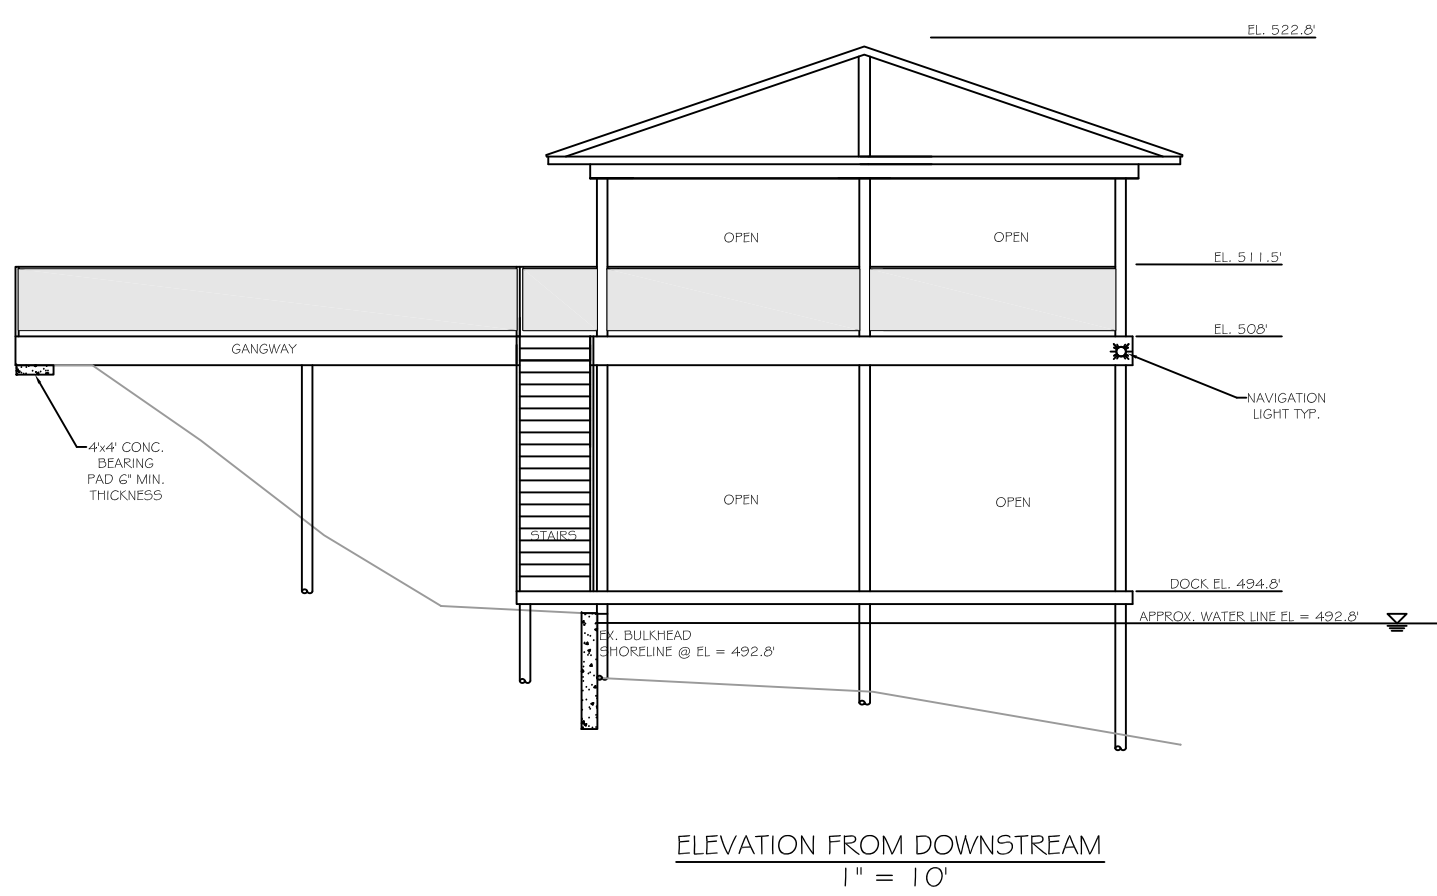 EL. 522.8'
OPEN
OPEN
EL. 511.5'
EL. 508'
GANGWAY
NAVIGATION
LIGHT TYP.
4'x4' CONC.
BEARING
PAD 6" MIN.
THICKNESS
OPEN
OPEN
STAIRS
DOCK EL. 494.8'
APPROX. WATER LINE EL = 492.8'
EX. BULKHEAD
SHORELINE @ EL = 492.8'
ELEVATION FROM DOWNSTREAM
1" = 10'